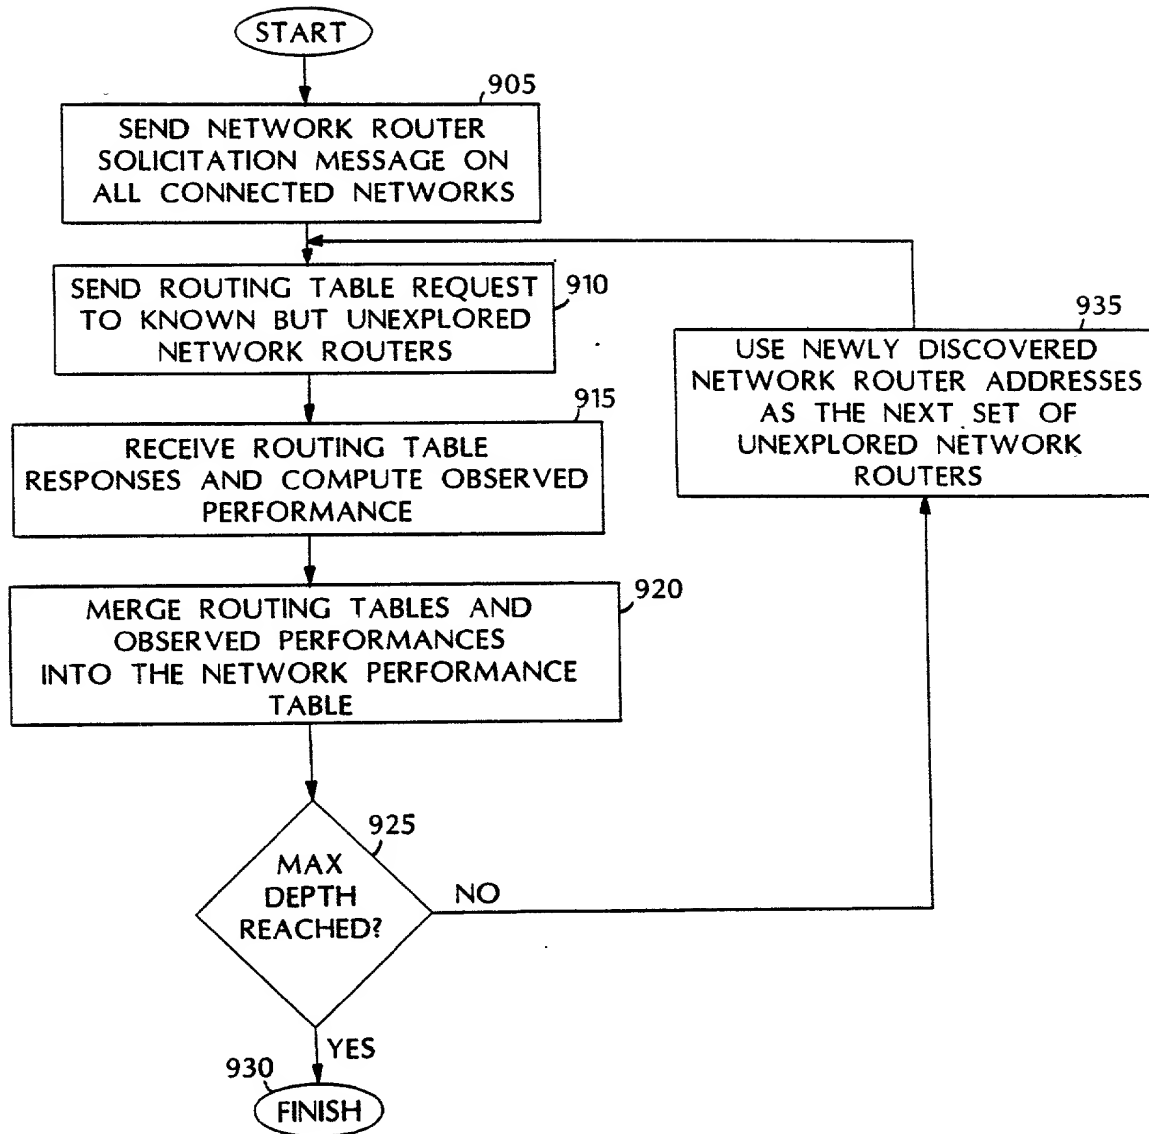 START
905
SEND NETWORK ROUTER
SOLICITATION MESSAGE ON
ALL CONNECTED NETWORKS
910
SEND ROUTING TABLE REQUEST
TO KNOWN BUT UNEXPLORED
NETWORK ROUTERS
915
RECEIVE ROUTING TABLE
RESPONSES AND COMPUTE OBSERVED
PERFORMANCE
920
MERGE ROUTING TABLES AND
OBSERVED PERFORMANCES
INTO THE NETWORK PERFORMANCE
TABLE
925
MAX
DEPTH
REACHED?
NO
935
USE NEWLY DISCOVERED
NETWORK ROUTER ADDRESSES
AS THE NEXT SET OF
UNEXPLORED NETWORK
ROUTERS
YES
930
FINISH